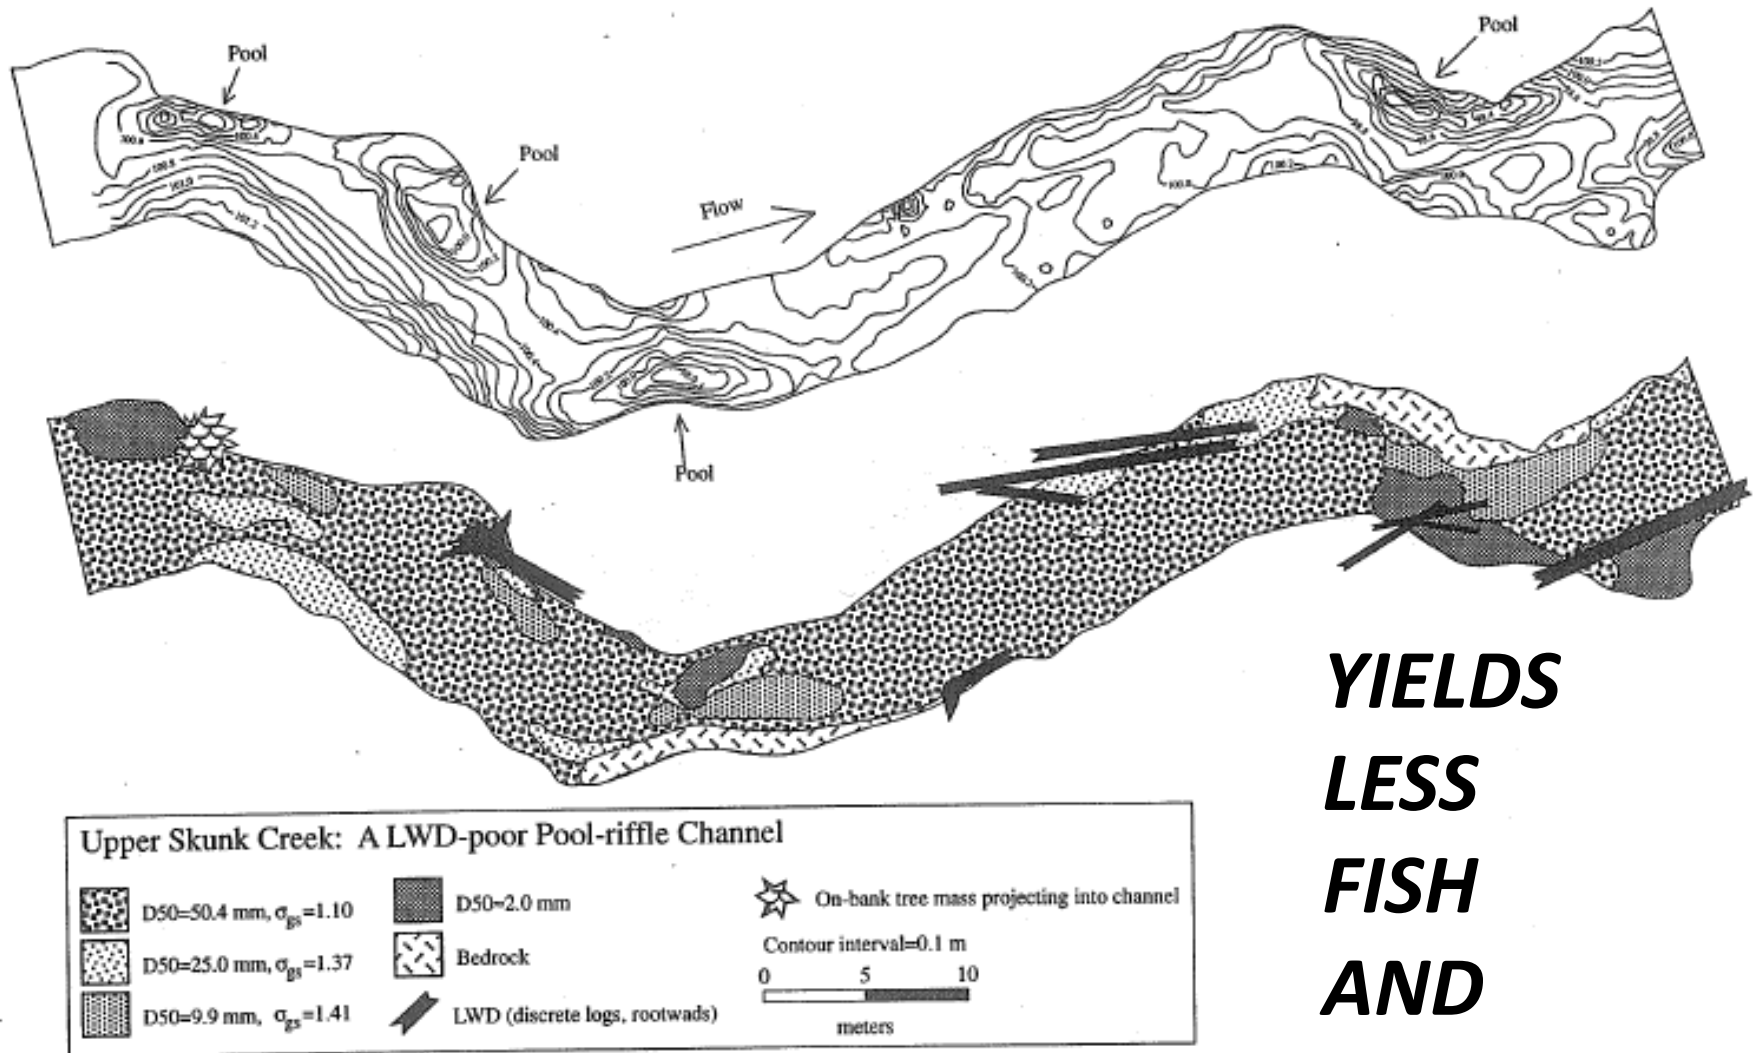 Pool
Pool
Pool
Flow
Pool
Upper Skunk Creek: A LWD-poor Pool-riffle Channel
D50=50.4 mm, σgs=1.10
D50=25.0 mm, σgs=1.37
D50=9.9 mm, σgs=1.41
D50=2.0 mm
Bedrock
LWD (discrete logs, rootwads)
On-bank tree mass projecting into channel
Contour interval=0.1 m
0 5 10
meters
YIELDS
LESS
FISH
AND